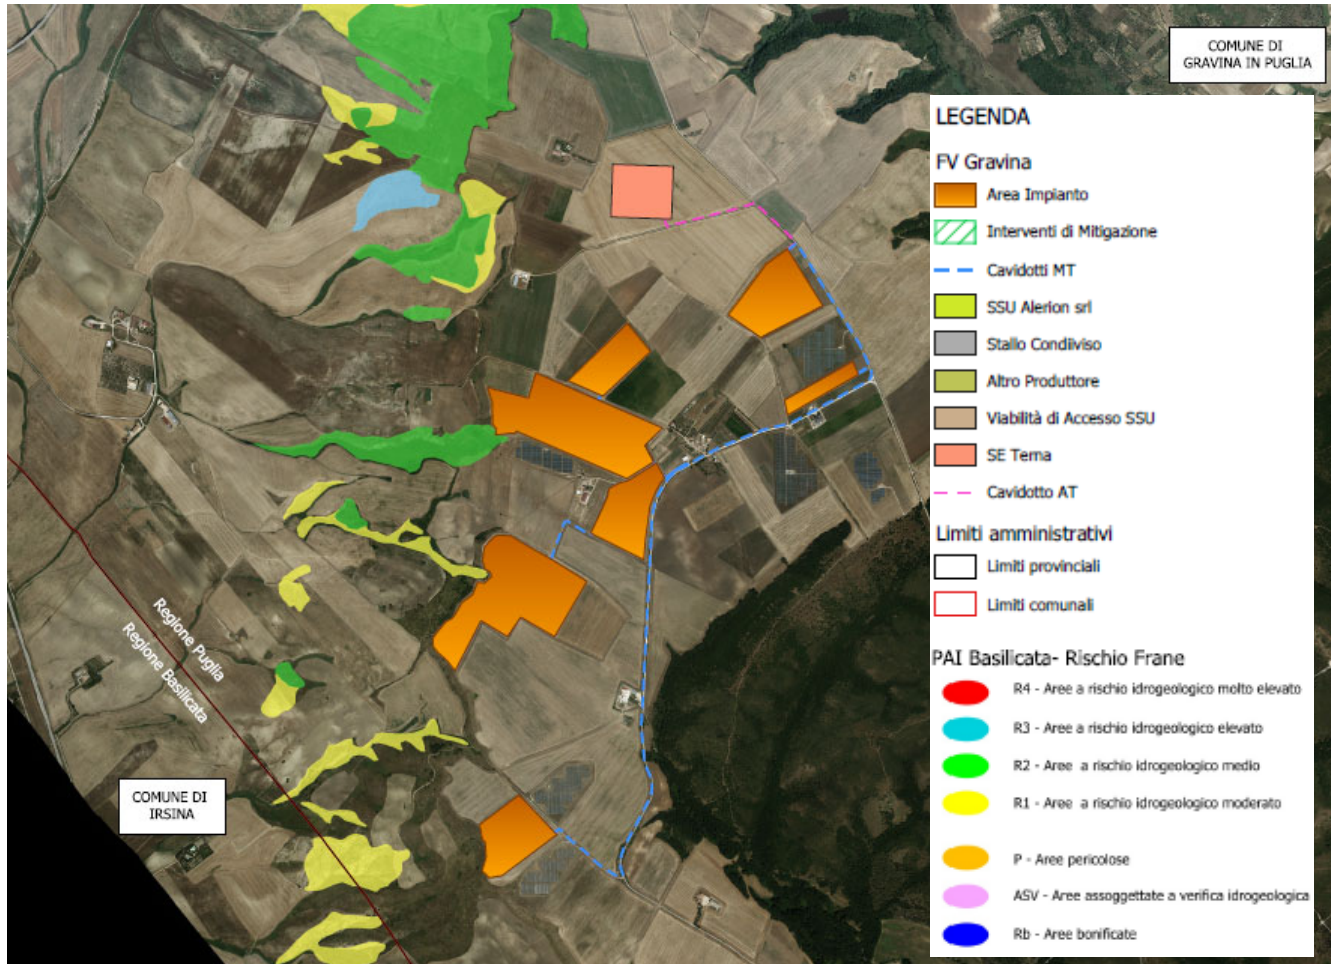 COMUNE DI
GRAVINA IN PUGLIA
LEGENDA
FV Gravina
Area Impianto
Interventi di Mitigazione
Cavidotti MT
SSU Alerion srl
Stallo Condiviso
Altro Produttore
Viabilità di Accesso SSU
SE Terna
Cavidotto AT
Limiti amministrativi
Limiti provinciali
Limiti comunali
PAI Basilicata- Rischio Frane
R4 - Aree a rischio idrogeologico molto elevato
R3 - Aree a rischio idrogeologico elevato
R2 - Aree a rischio idrogeologico medio
R1 - Aree a rischio idrogeologico moderato
P - Aree pericolose
ASV - Aree assoggettate a verifica idrogeologica
Rb - Aree bonificate
Regione Puglia
Regione Basilicata
COMUNE DI
IRSINA